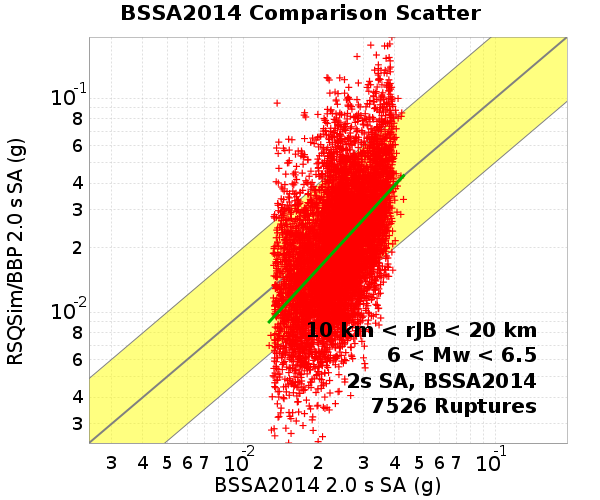 BSSA2014 Comparison Scatter
RSQSim/BBP 2.0 s SA (g)
10-1
8
6
4
3
2
10-2
8
6
4
3
10 km < rJB < 20 km
6 < Mw < 6.5
2s SA, BSSA2014
7526 Ruptures
3 4 5 6 7 10-2 2 3 4 5 6 7 10-1
BSSA2014 2.0 s SA (g)